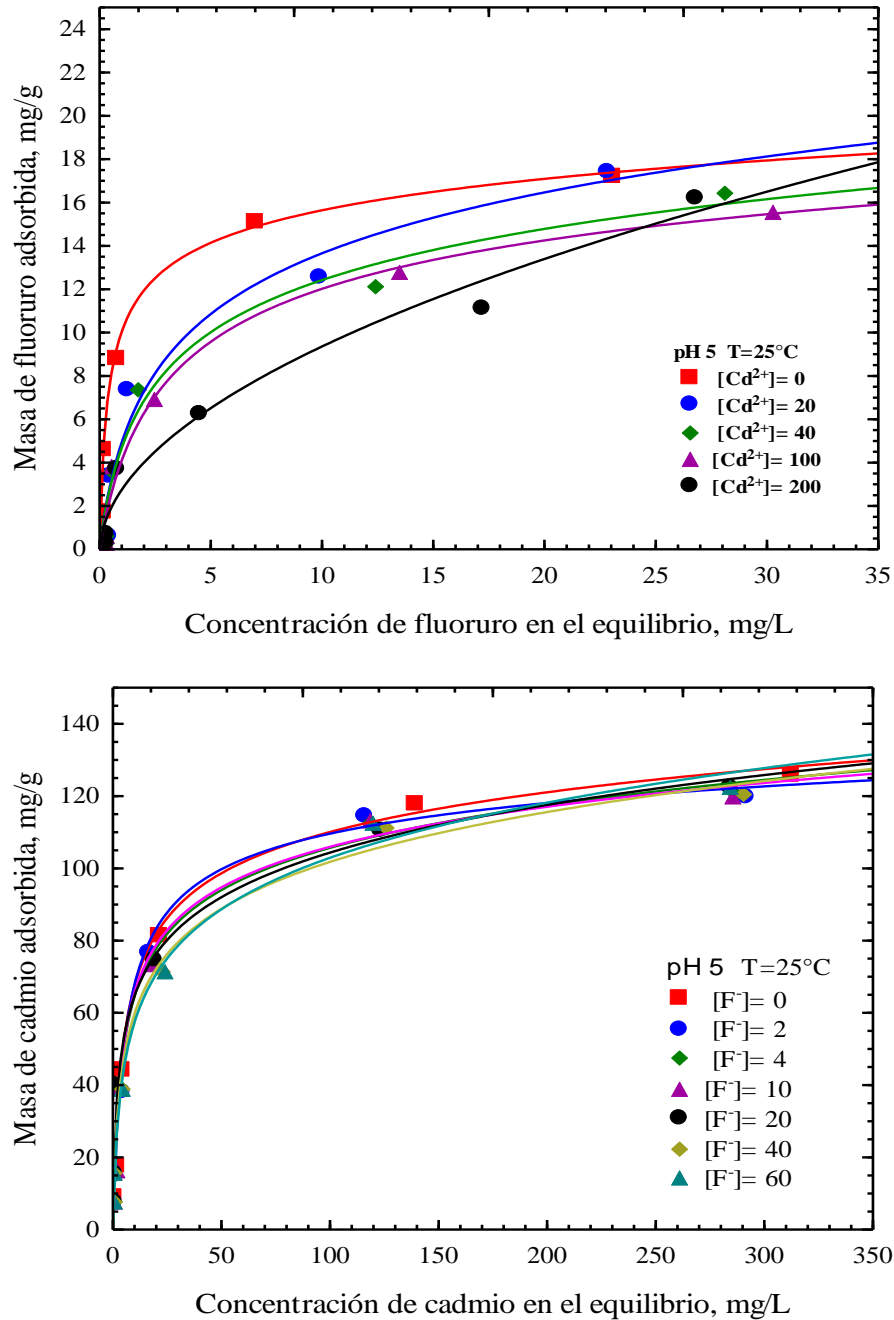 24
22
20
18
16
14
12
10
8
6
4
2
0
Masa de fluoruro adsorbida, mg/g
pH 5 T=25°C
[Cd²⁺]= 0
[Cd²⁺]= 20
[Cd²⁺]= 40
[Cd²⁺]= 100
[Cd²⁺]= 200
0 5 10 15 20 25 30 35
Concentración de fluoruro en el equilibrio, mg/L
140
120
100
80
60
40
20
0
Masa de cadmio adsorbida, mg/g
pH 5 T=25°C
[F⁻]= 0
[F⁻]= 2
[F⁻]= 4
[F⁻]= 10
[F⁻]= 20
[F⁻]= 40
[F⁻]= 60
0 50 100 150 200 250 300 350
Concentración de cadmio en el equilibrio, mg/L